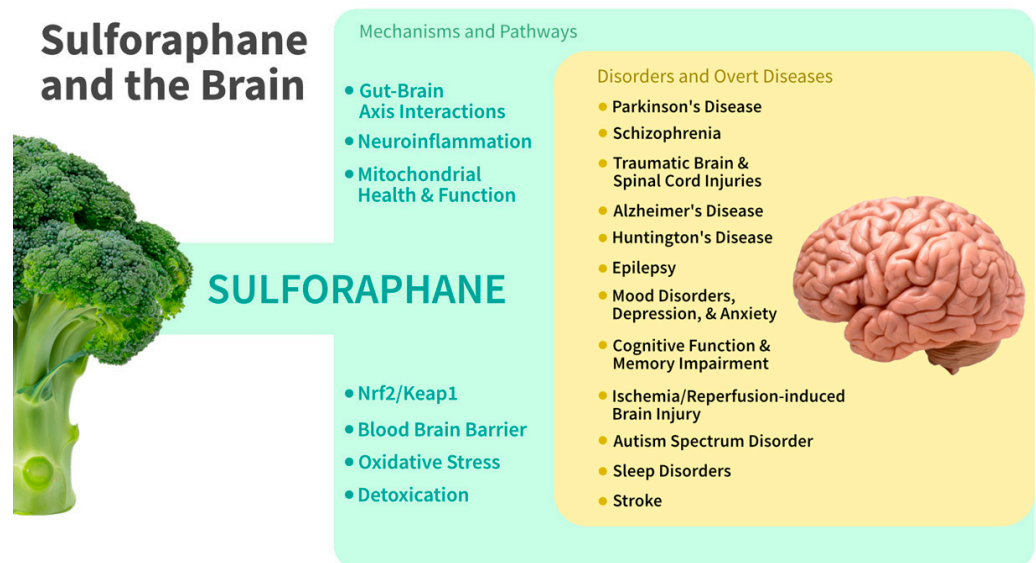 Sulforaphane
and the Brain
Mechanisms and Pathways
Gut-Brain
Axis Interactions
Neuroinflammation
Mitochondrial
Health & Function
SULFORAPHANE
Nrf2/Keap1
Blood Brain Barrier
Oxidative Stress
Detoxication
Disorders and Overt Diseases
Parkinson's Disease
Schizophrenia
Traumatic Brain &
Spinal Cord Injuries
Alzheimer's Disease
Huntington's Disease
Epilepsy
Mood Disorders,
Depression, & Anxiety
Cognitive Function &
Memory Impairment
Ischemia/Reperfusion-induced
Brain Injury
Autism Spectrum Disorder
Sleep Disorders
Stroke